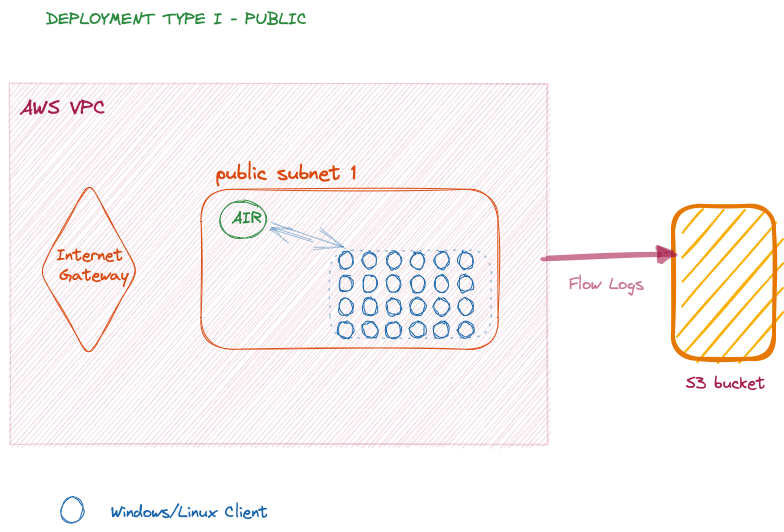 DEPLOYMENT TYPE I - PUBLIC
AWS VPC
public subnet 1
AIR
Internet
Gateway
Flow Logs
S3 bucket
Windows/Linux Client